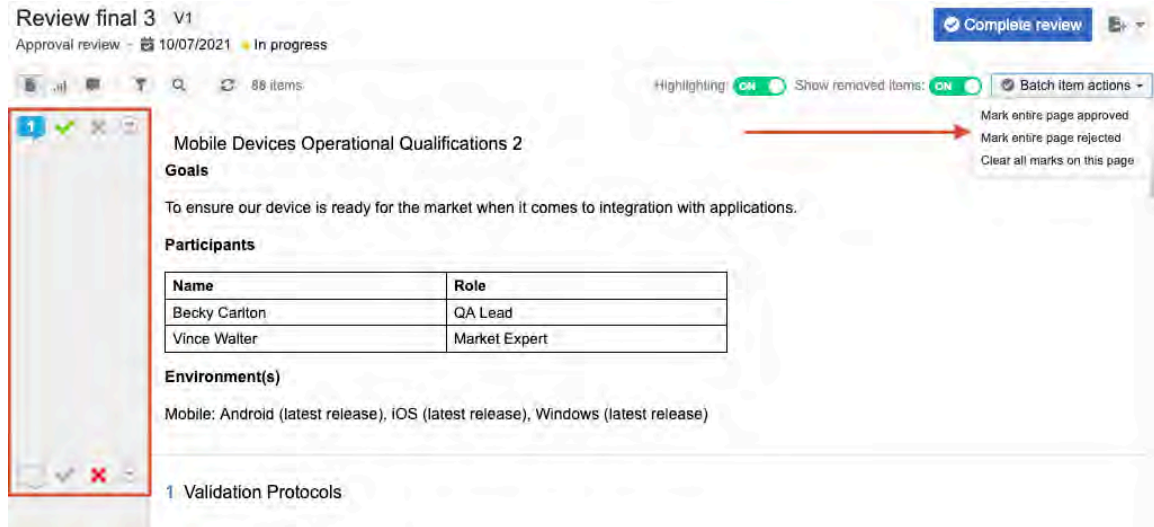 Review final 3 V1
Complete review
Approval review - 10/07/2021 In progress
88 items
Highlighting: ON Show removed items: ON Batch item actions
Mark entire page approved
Mark entire page rejected
Clear all marks on this page
1
Mobile Devices Operational Qualifications 2
Goals
To ensure our device is ready for the market when it comes to integration with applications.
Participants
Name Role
Becky Carlton QA Lead
Vince Walter Market Expert
Environment(s)
Mobile: Android (latest release), iOS (latest release), Windows (latest release)
1 Validation Protocols